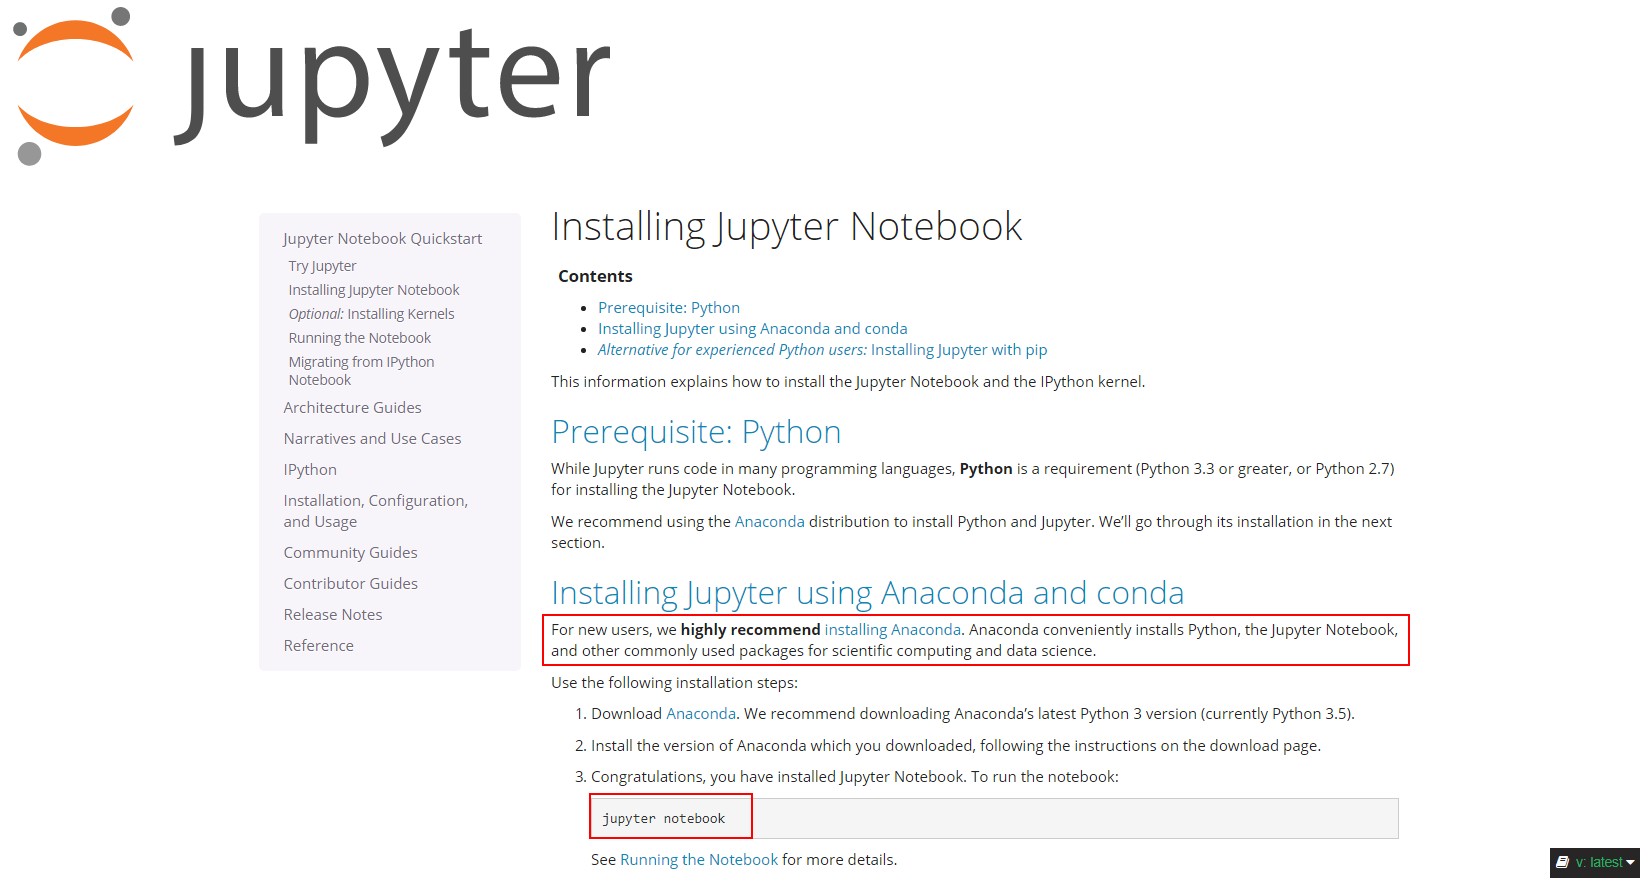 jupyter
Jupyter Notebook Quickstart
Try Jupyter
Installing Jupyter Notebook
Optional: Installing Kernels
Running the Notebook
Migrating from IPython
Notebook
Architecture Guides
Narratives and Use Cases
IPython
Installation, Configuration,
and Usage
Community Guides
Contributor Guides
Release Notes
Reference
Installing Jupyter Notebook
Contents
• Prerequisite: Python
• Installing Jupyter using Anaconda and conda
• Alternative for experienced Python users: Installing Jupyter with pip
This information explains how to install the Jupyter Notebook and the IPython kernel.
Prerequisite: Python
While Jupyter runs code in many programming languages, Python is a requirement (Python 3.3 or greater, or Python 2.7)
for installing the Jupyter Notebook.
We recommend using the Anaconda distribution to install Python and Jupyter. We’ll go through its installation in the next
section.
Installing Jupyter using Anaconda and conda
For new users, we highly recommend installing Anaconda. Anaconda conveniently installs Python, the Jupyter Notebook,
and other commonly used packages for scientific computing and data science.
Use the following installation steps:
1. Download Anaconda. We recommend downloading Anaconda’s latest Python 3 version (currently Python 3.5).
2. Install the version of Anaconda which you downloaded, following the instructions on the download page.
3. Congratulations, you have installed Jupyter Notebook. To run the notebook:
jupyter notebook
See Running the Notebook for more details.
v: latest